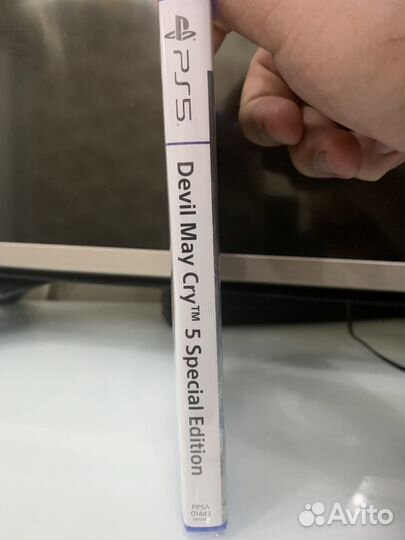 PS5
Devil May Cry™ 5 Special Edition
PPSA
01443
Avito